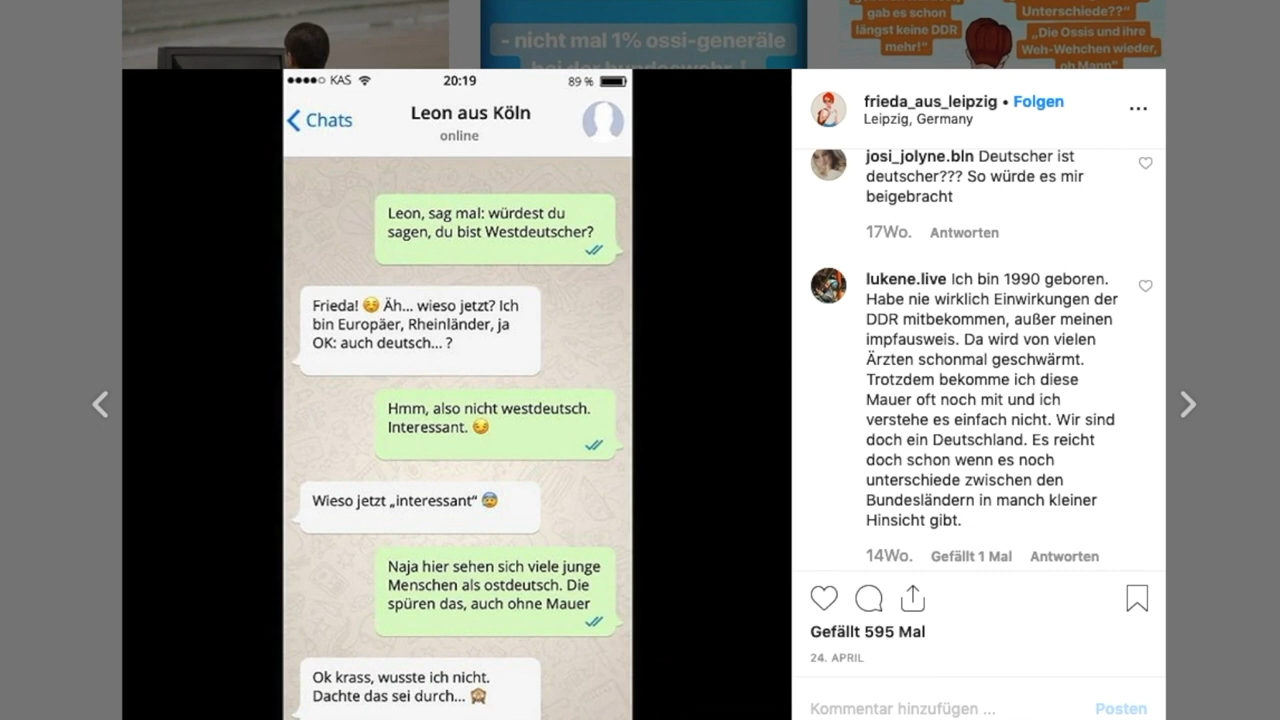 gab es schon
längst keine DDR
mehr!"
- nicht mal 1% ossi-generäle
bei der bundeswehr !
Unterschiede??"
„Die Ossis und ihre
Weh-Wehchen wieder,
oh Mann"
KAS
20:19
89 %
Chats
Leon aus Köln
online
Leon, sag mal: würdest du
sagen, du bist Westdeutscher?
Frieda! 😏 Äh... wieso jetzt? Ich
bin Europäer, Rheinländer, ja
OK: auch deutsch... ?
Hmm, also nicht westdeutsch.
Interessant. 😏
Wieso jetzt „interessant" 😰
Naja hier sehen sich viele junge
Menschen als ostdeutsch. Die
spüren das, auch ohne Mauer
Ok krass, wusste ich nicht.
Dachte das sei durch... 🙈
frieda_aus_leipzig • Folgen
Leipzig, Germany
josi_jolyne.bln Deutscher ist
deutscher??? So würde es mir
beigebracht
17Wo. Antworten
lukene.live Ich bin 1990 geboren.
Habe nie wirklich Einwirkungen der
DDR mitbekommen, außer meinen
impfausweis. Da wird von vielen
Ärzten schonmal geschwärmt.
Trotzdem bekomme ich diese
Mauer oft noch mit und ich
verstehe es einfach nicht. Wir sind
doch ein Deutschland. Es reicht
doch schon wenn es noch
unterschiede zwischen den
Bundesländern in manch kleiner
Hinsicht gibt.
14Wo. Gefällt 1 Mal Antworten
Gefällt 595 Mal
24. APRIL
Kommentar hinzufügen ...
Posten